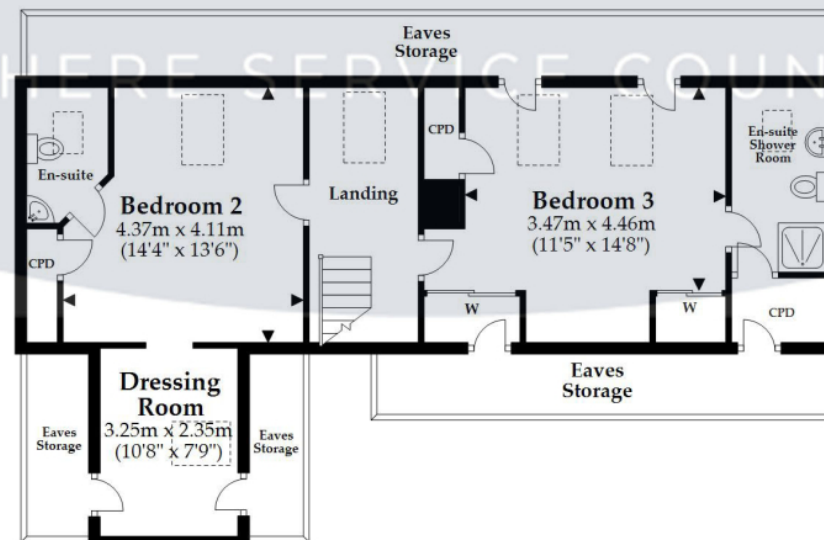 Eaves
Storage
HERE SERVICE COUN
En-suite
CPD
Bedroom 2
4.37m x 4.11m
(14'4" x 13'6")
Landing
CPD
Bedroom 3
3.47m x 4.46m
(11'5" x 14'8")
En-suite
Shower
Room
CPD
W
W
CPD
Dressing
Room
3.25m x 2.35m
(10'8" x 7'9")
Eaves
Storage
Eaves
Storage
Eaves
Storage